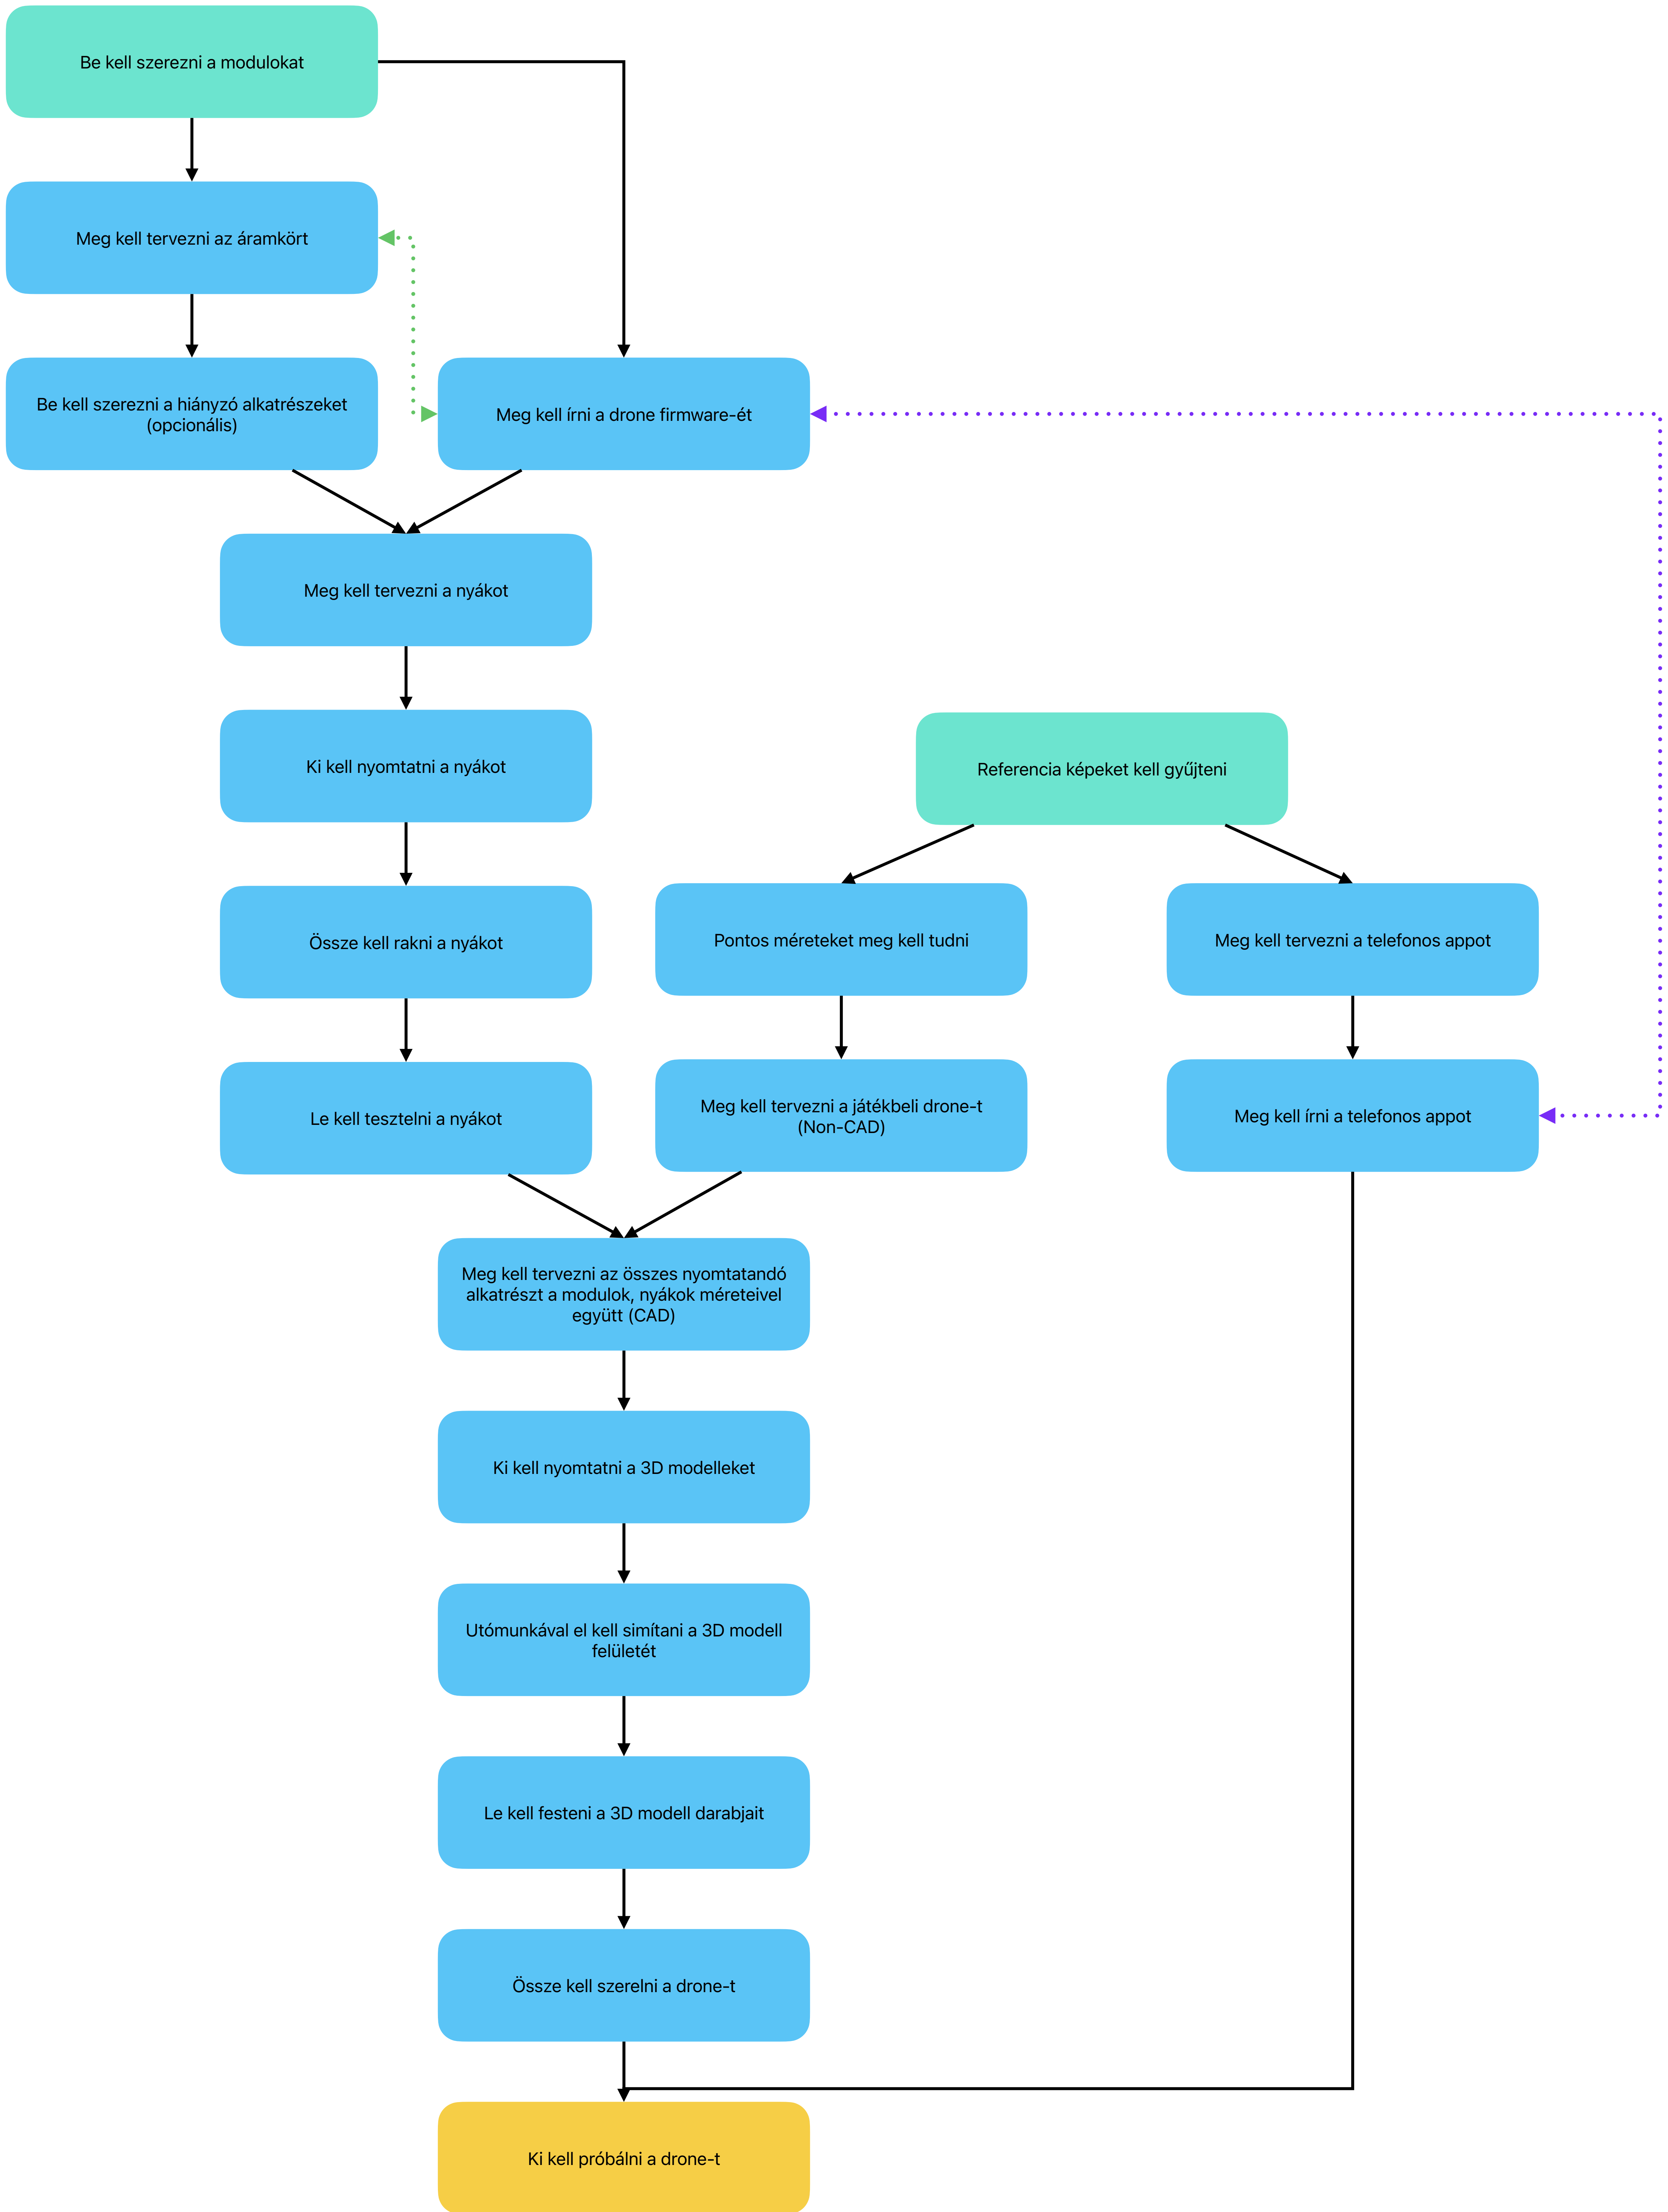 Be kell szerezni a modulokat
Meg kell tervezni az áramkört
Be kell szerezni a hiányzó alkatrészeket
(opcionális)
Meg kell írni a drone firmware-ét
Meg kell tervezni a nyákot
Ki kell nyomtatni a nyákot
Referencia képeket kell gyűjteni
Össze kell rakni a nyákot
Pontos méreteket meg kell tudni
Meg kell tervezni a telefonos appot
Le kell tesztelni a nyákot
Meg kell tervezni a játékbeli drone-t
(Non-CAD)
Meg kell írni a telefonos appot
Meg kell tervezni az összes nyomtatandó
alkatrészt a modulok, nyákok méreteivel
együtt (CAD)
Ki kell nyomtatni a 3D modelleket
Utómunkával el kell simítani a 3D modell
felületét
Le kell festeni a 3D modell darabjait
Össze kell szerelni a drone-t
Ki kell próbálni a drone-t